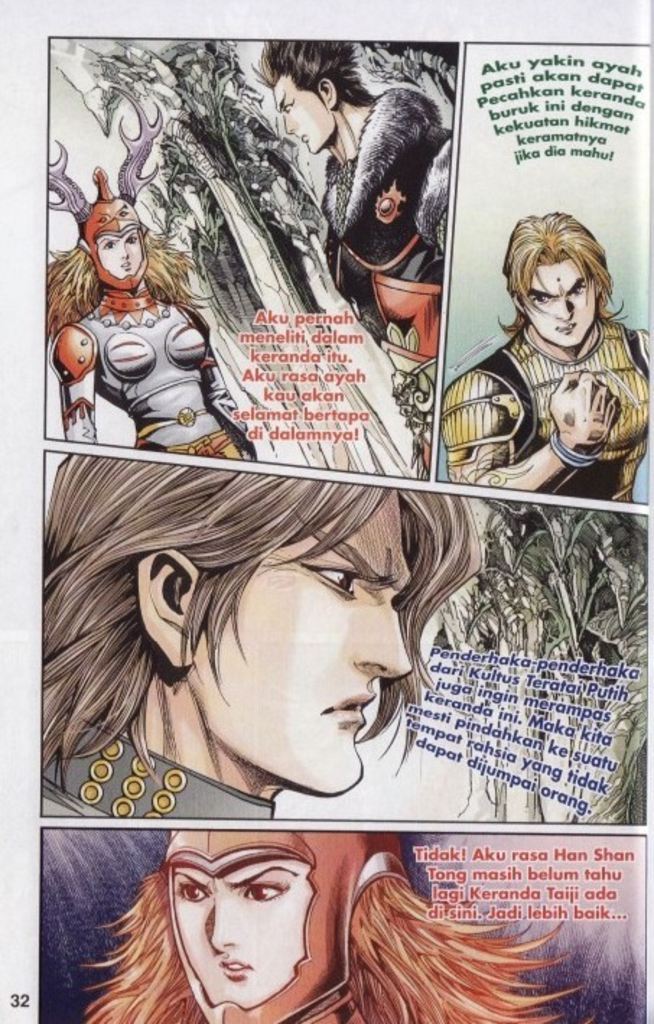 Aku pernah
meneliti dalam
keranda itu.
Aku rasa ayah
kau akan
selamat bertapa
di dalamnya!
Aku yakin ayah
pasti akan dapat
Pecahkan keranda
buruk ini dengan
kekuatan hikmat
keramatnya
jika dia mahu!
Penderhaka-penderhaka
dari Kultus Teratai Putih
juga ingin merampas
keranda ini. Maka kita
mesti pindahkan ke suatu
tempat rahsia yang tidak
dapat dijumpai orang.
Tidak! Aku rasa Han Shan
Tong masih belum tahu
lagi Keranda Taiji ada
di sini. Jadi lebih baik...
32